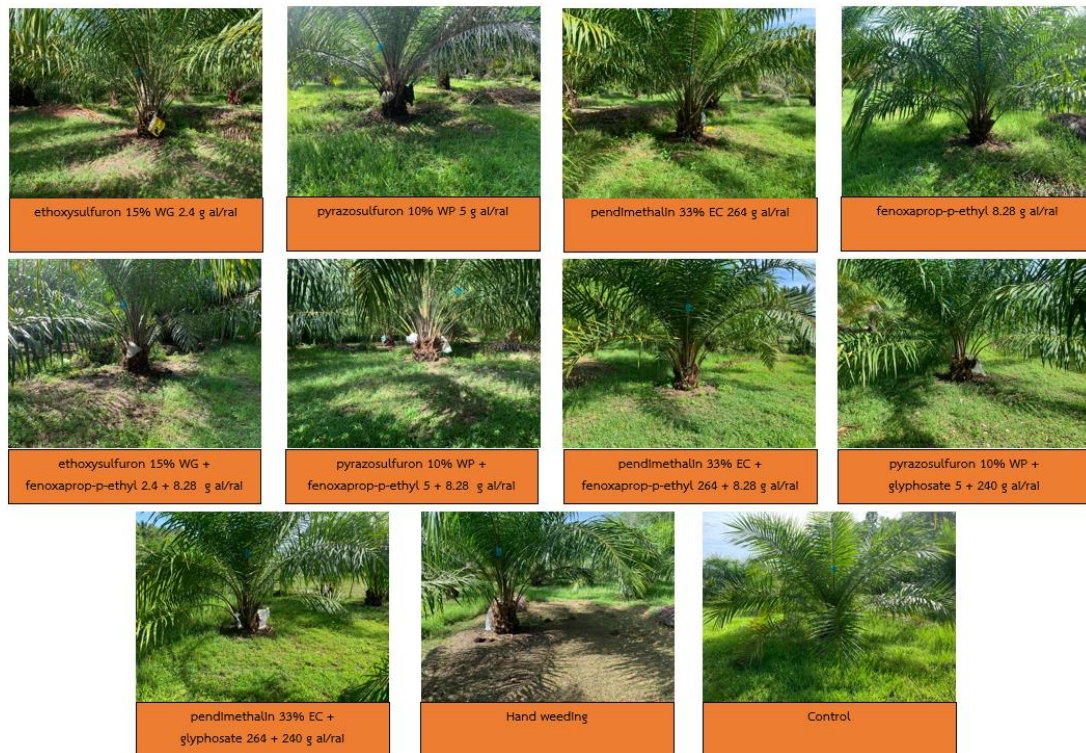 ethoxysulfuron 15% WG 2.4 g ai/rai
pyrazosulfuron 10% WP 5 g ai/rai
pendimethalin 33% EC 264 g ai/rai
fenoxaprop-p-ethyl 8.28 g ai/rai
ethoxysulfuron 15% WG +
fenoxaprop-p-ethyl 2.4 + 8.28 g ai/rai
pyrazosulfuron 10% WP +
fenoxaprop-p-ethyl 5 + 8.28 g ai/rai
pendimethalin 33% EC +
fenoxaprop-p-ethyl 264 + 8.28 g ai/rai
pyrazosulfuron 10% WP +
glyphosate 5 + 240 g ai/rai
pendimethalin 33% EC +
glyphosate 264 + 240 g ai/rai
Hand weeding
Control